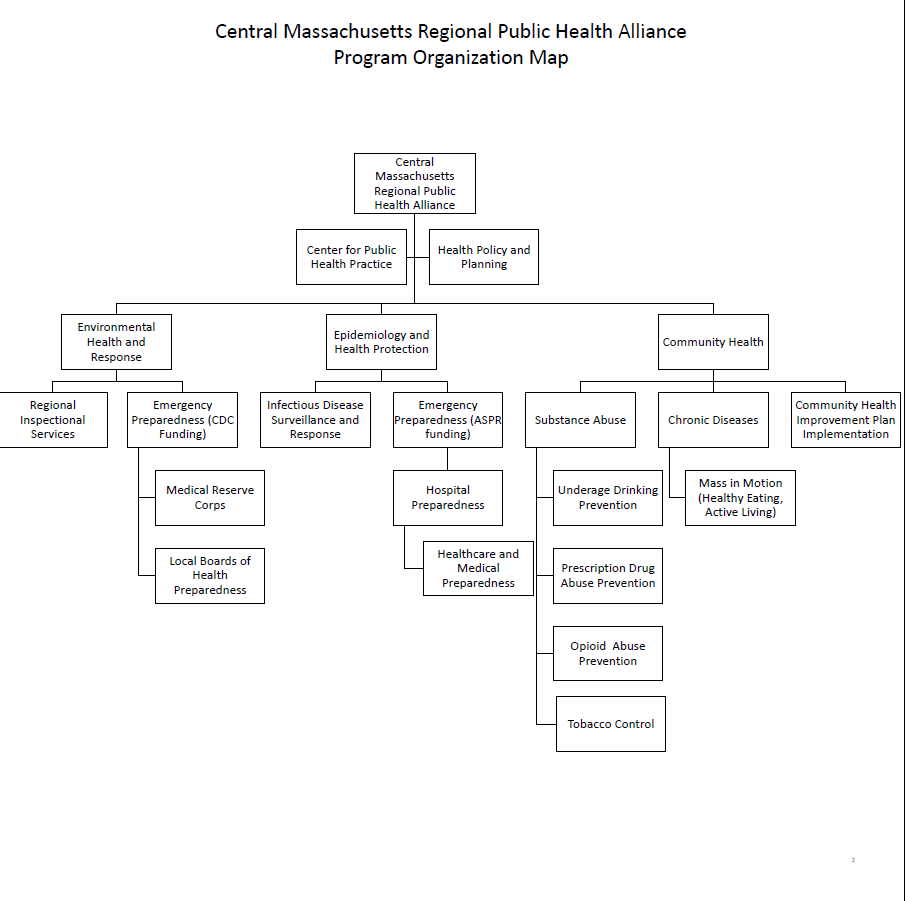 Central Massachusetts Regional Public Health Alliance
Program Organization Map
Central
Massachusetts
Regional Public
Health Alliance
Center for Public
Health Practice
Health Policy and
Planning
Environmental
Health and
Response
Epidemiology and
Health Protection
Community Health
Regional
Inspectional
Services
Emergency
Preparedness (CDC
Funding)
Infectious Disease
Surveillance and
Response
Emergency
Preparedness (ASPR
funding)
Substance Abuse
Chronic Diseases
Community Health
Improvement Plan
Implementation
Medical Reserve
Corps
Hospital
Preparedness
Underage Drinking
Prevention
Mass in Motion
(Healthy Eating,
Active Living)
Local Boards of
Health
Preparedness
Healthcare and
Medical
Preparedness
Prescription Drug
Abuse Prevention
Opioid Abuse
Prevention
Tobacco Control
2